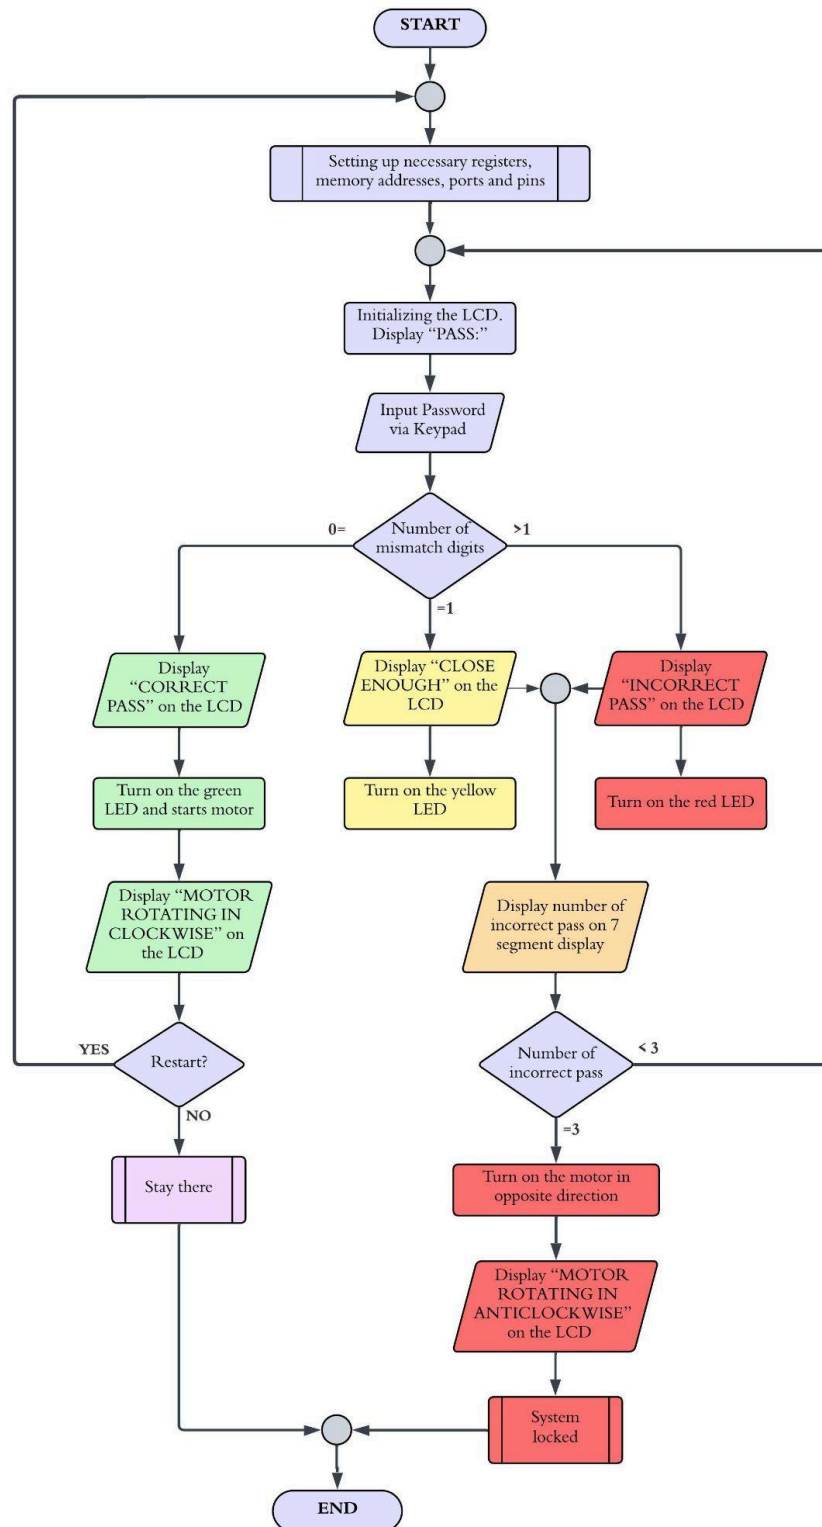 START
Setting up necessary registers,
memory addresses, ports and pins
Initializing the LCD.
Display “PASS:”
Input Password
via Keypad
0=
Number of
mismatch digits
>1
=1
Display
“CORRECT
PASS” on the LCD
Display “CLOSE
ENOUGH” on the
LCD
Display
“INCORRECT
PASS” on the LCD
Turn on the green
LED and starts motor
Turn on the yellow
LED
Turn on the red LED
Display “MOTOR
ROTATING IN
CLOCKWISE” on
the LCD
Display number of
incorrect pass on 7
segment display
YES
Restart?
NO
Number of
incorrect pass
< 3
=3
Stay there
Turn on the motor in
opposite direction
Display “MOTOR
ROTATING IN
ANTICLOCKWISE”
on the LCD
System
locked
END